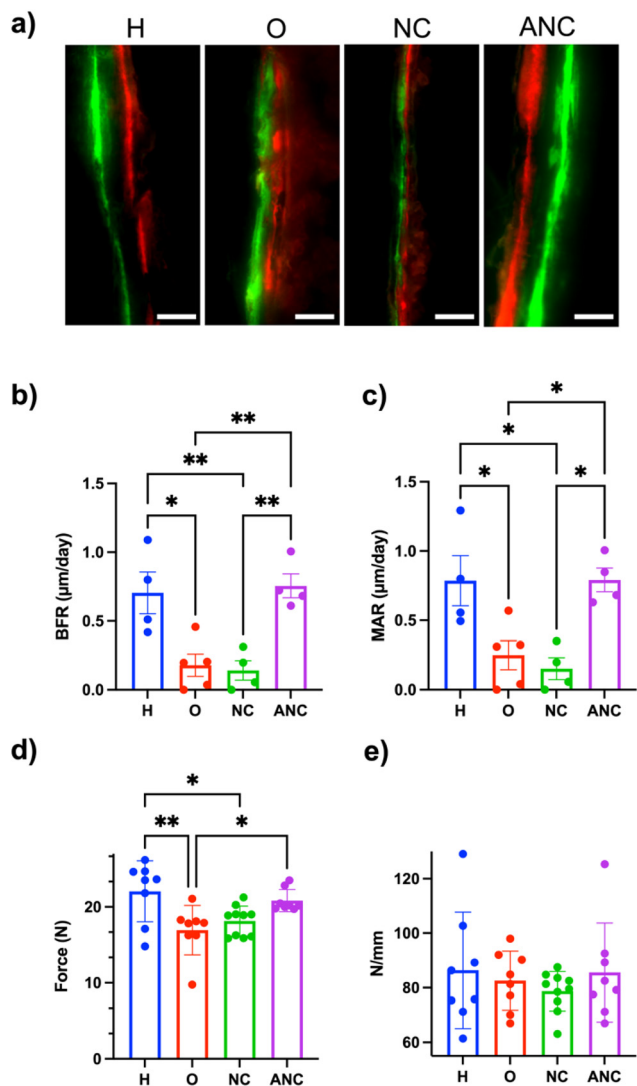 a)
H O NC ANC
b)
** ** * **
BFR (µm/day)
1.5
1.0
0.5
0.0
H O NC ANC
c)
* * * *
MAR (µm/day)
1.5
1.0
0.5
0.0
H O NC ANC
d)
* ** *
Force (N)
20
10
0
H O NC ANC
e)
N/mm
120
100
80
60
H O NC ANC